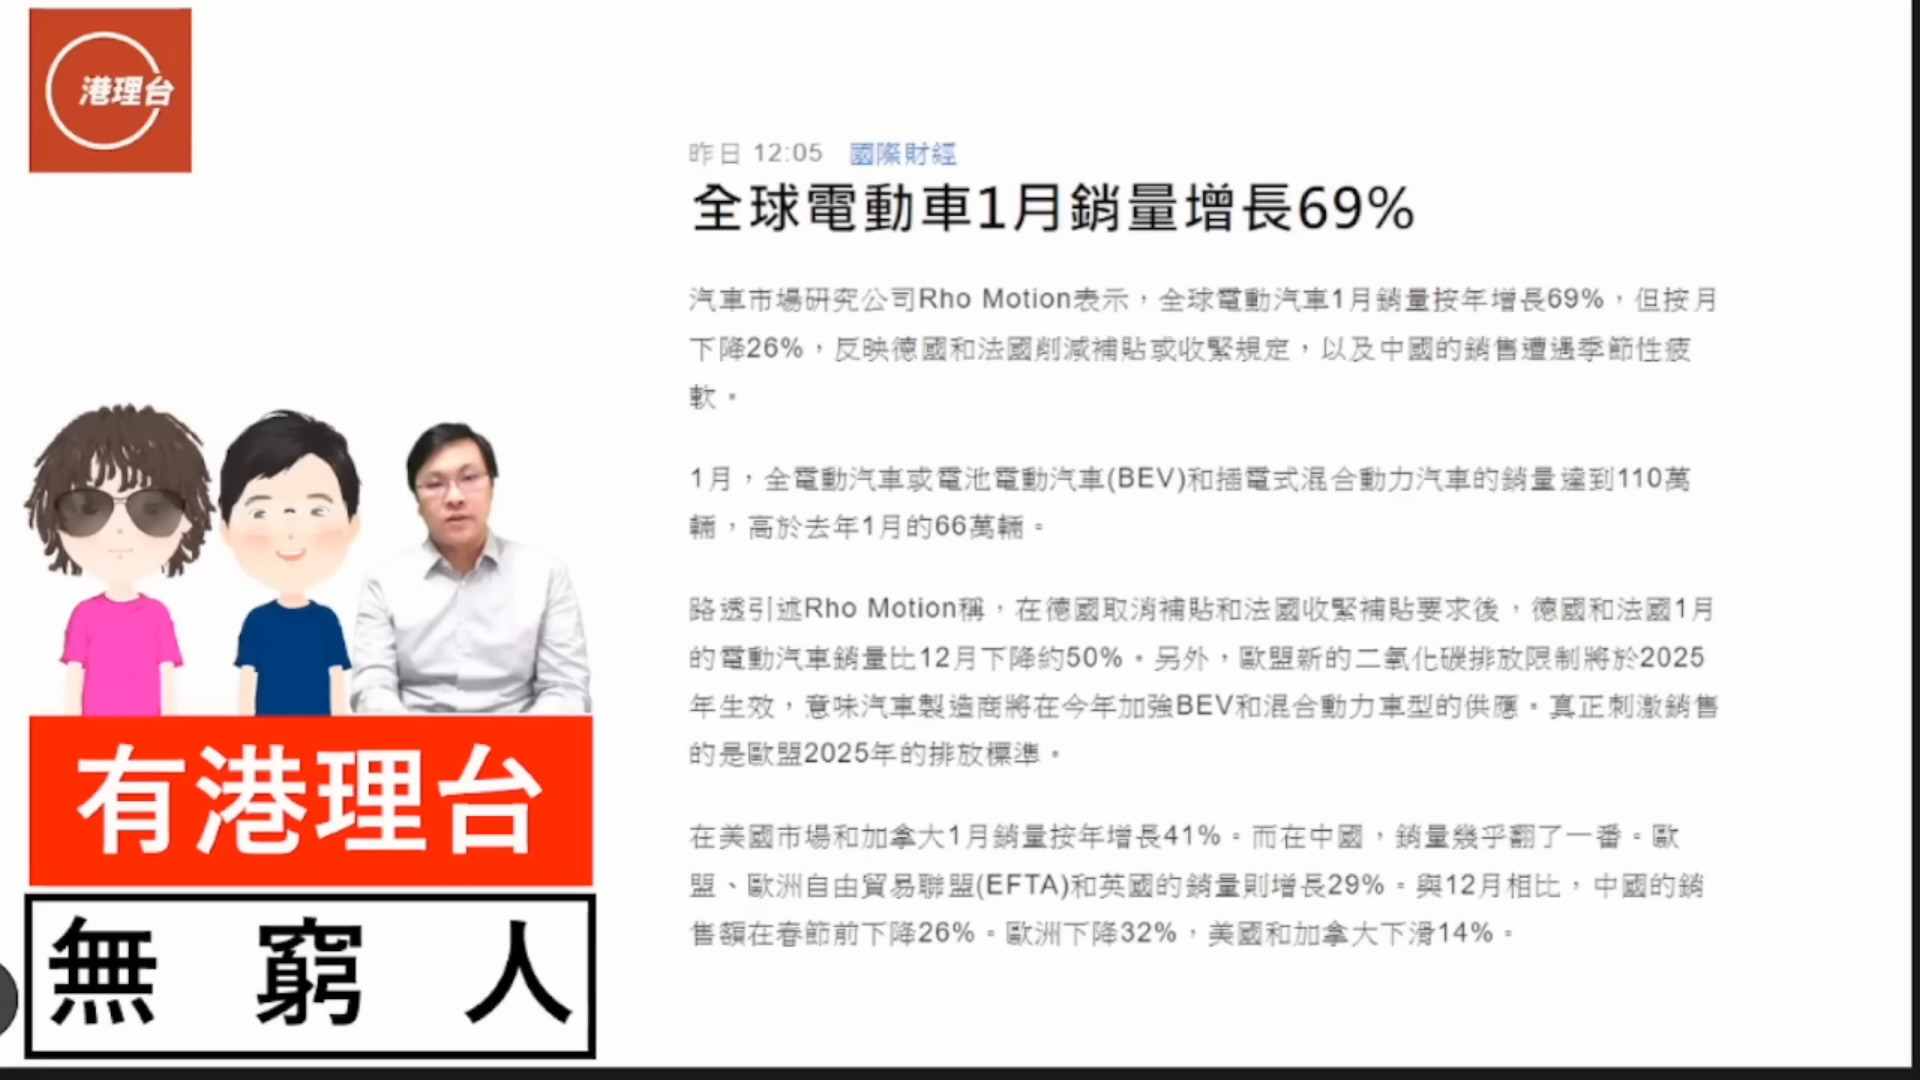 港理台
昨日 12:05 國際財經
全球電動車1月銷量增長69%
汽車市場研究公司Rho Motion表示，全球電動汽車1月銷量按年增長69%，但按月
下降26%，反映德國和法國削減補貼或收緊規定，以及中國的銷售遭遇季節性疲
軟。
1月，全電動汽車或電池電動汽車(BEV)和插電式混合動力汽車的銷量達到110萬
輛，高於去年1月的66萬輛。
路透引述Rho Motion稱，在德國取消補貼和法國收緊補貼要求後，德國和法國1月
的電動汽車銷量比12月下降約50%。另外，歐盟新的二氧化碳排放限制將於2025
年生效，意味汽車製造商將在今年加強BEV和混合動力車型的供應。真正刺激銷售
的是歐盟2025年的排放標準。
在美國市場和加拿大1月銷量按年增長41%。而在中國，銷量幾乎翻了一番。歐
盟、歐洲自由貿易聯盟(EFTA)和英國的銷量則增長29%。與12月相比，中國的銷
售額在春節前下降26%。歐洲下降32%，美國和加拿大下滑14%。
有港理台
無窮人